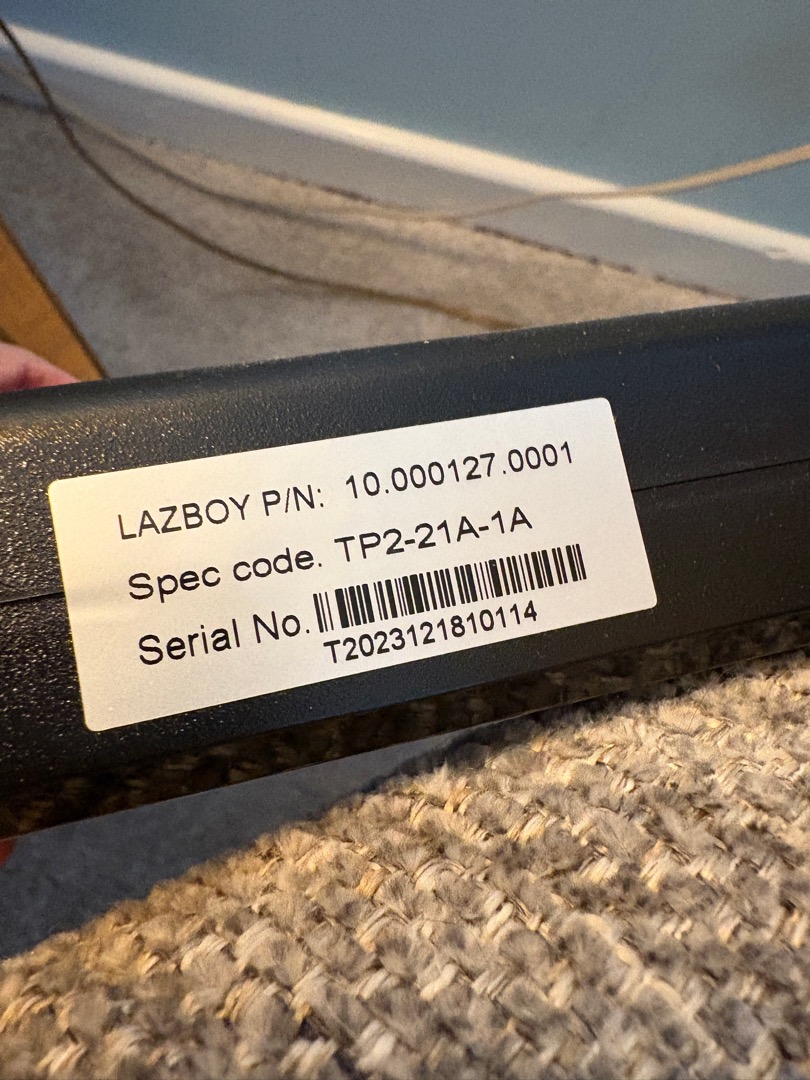 LAZBOY P/N: 10.000127.0001
Spec code. TP2-21A-1A
Serial No.
T2023121810114